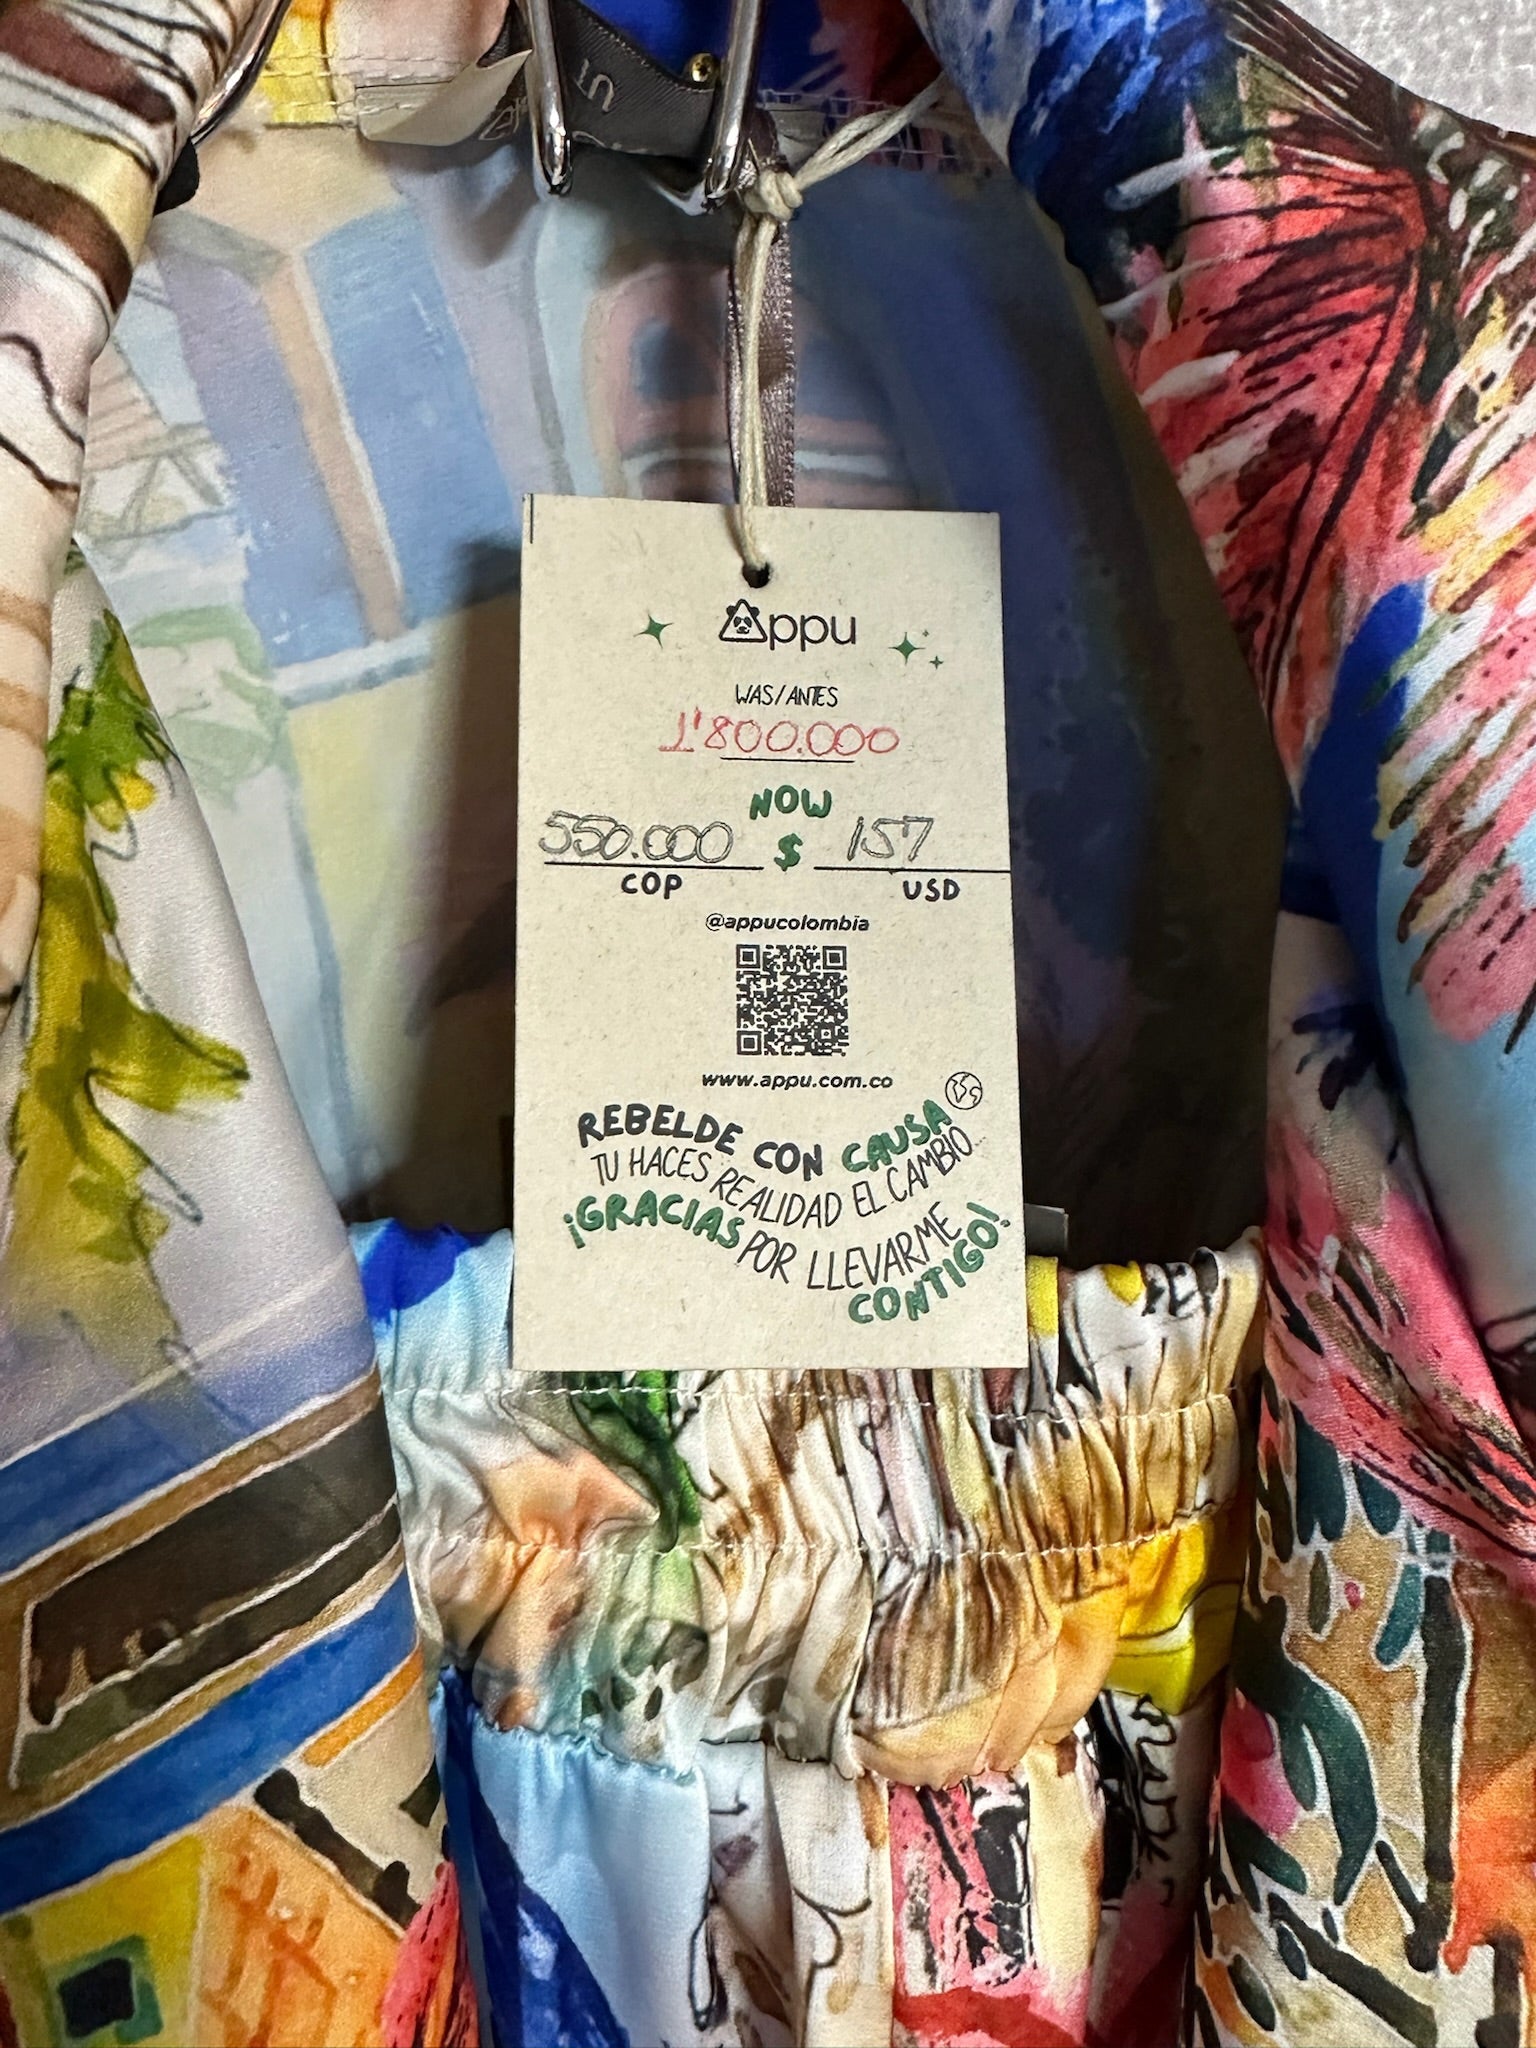 Appu
WAS/ANTES
1'800.000
NOW
550.000 $ 157
COP USD
@appucolombia
www.appu.com.co
REBELDE CON CAUSA
TU HACES REALIDAD EL CAMBIO...
¡GRACIAS POR LLEVARME
CONTIGO!